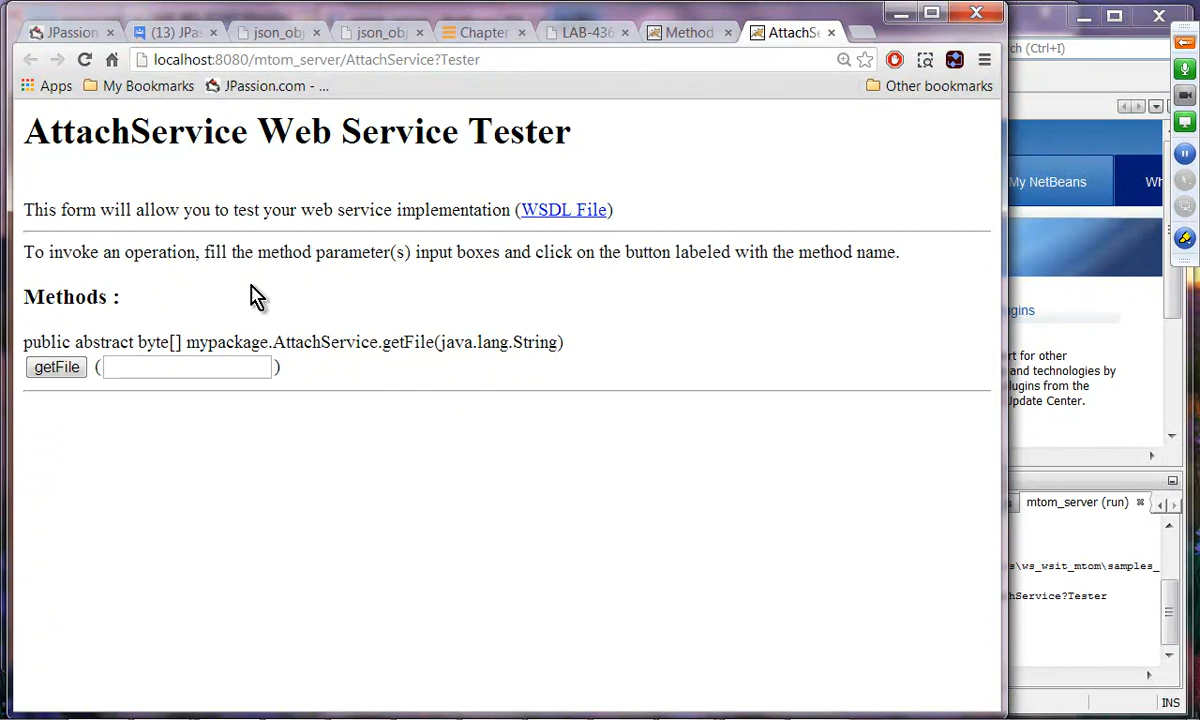 JPassion
(13) JPas
json_obj
json_obj
Chapter
LAB-436
Method
AttachSe
rch (Ctrl+I)
localhost:8080/mtom_server/AttachService?Tester
Apps
My Bookmarks
JPassion.com - ...
Other bookmarks
AttachService Web Service Tester
My NetBeans
Wh
This form will allow you to test your web service implementation (WSDL File)
To invoke an operation, fill the method parameter(s) input boxes and click on the button labeled with the method name.
Methods :
ugins
public abstract byte[] mypackage.AttachService.getFile(java.lang.String)
getFile ( )
rt for other
and technologies by
lugins from the
Update Center.
mtom_server (run)
s\ws_wsit_mtom\samples_
hService?Tester
INS